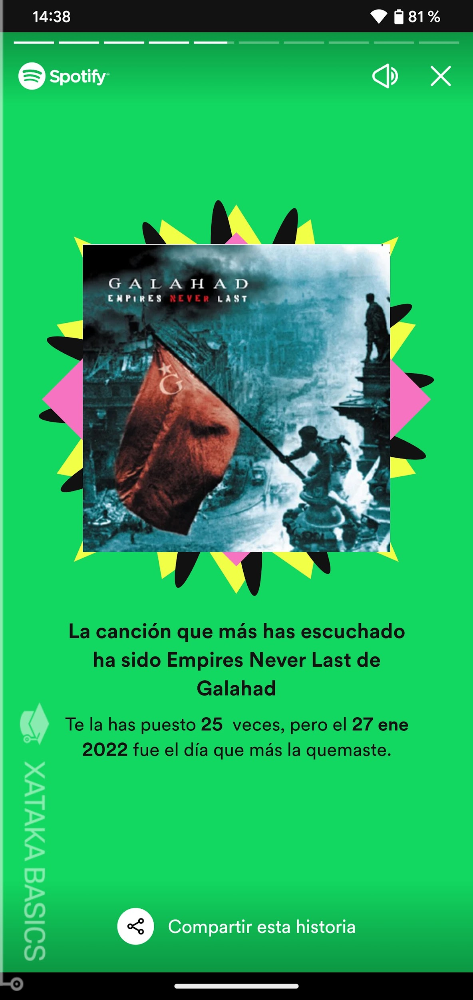 14:38
81 %
Spotify®
GALAHAD
EMPIRES NEVER LAST
G
La canción que más has escuchado
ha sido Empires Never Last de
Galahad
Te la has puesto 25 veces, pero el 27 ene
2022 fue el día que más la quemaste.
XATAKA BASICS
Compartir esta historia